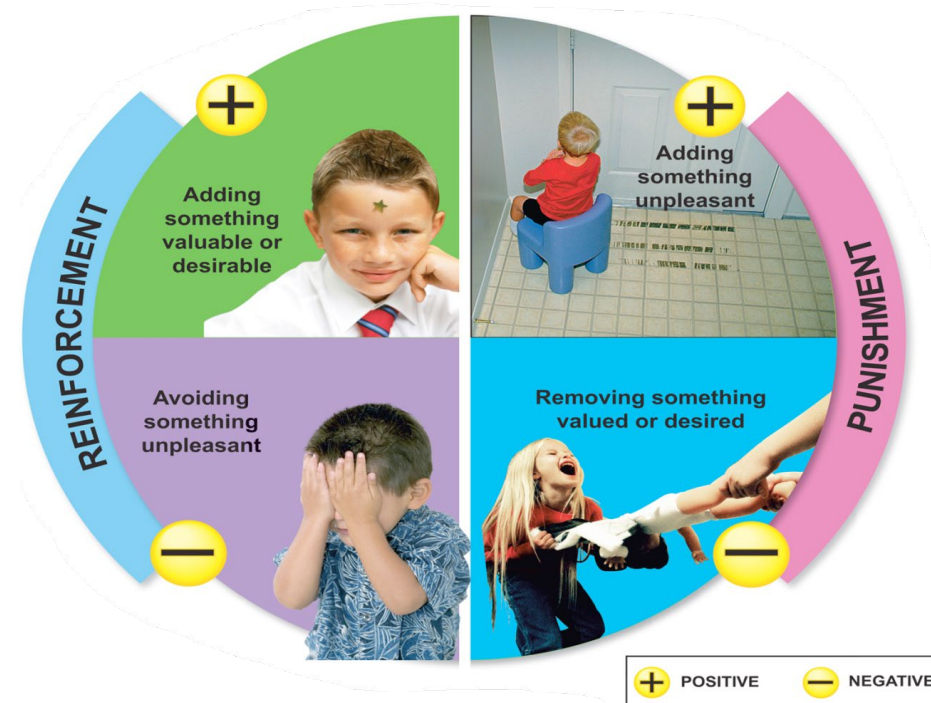 REINFORCEMENT
+
Adding
something
valuable or
desirable
+
Adding
something
unpleasant
PUNISHMENT
Avoiding
something
unpleasant
−
Removing something
valued or desired
−
+ POSITIVE − NEGATIVE